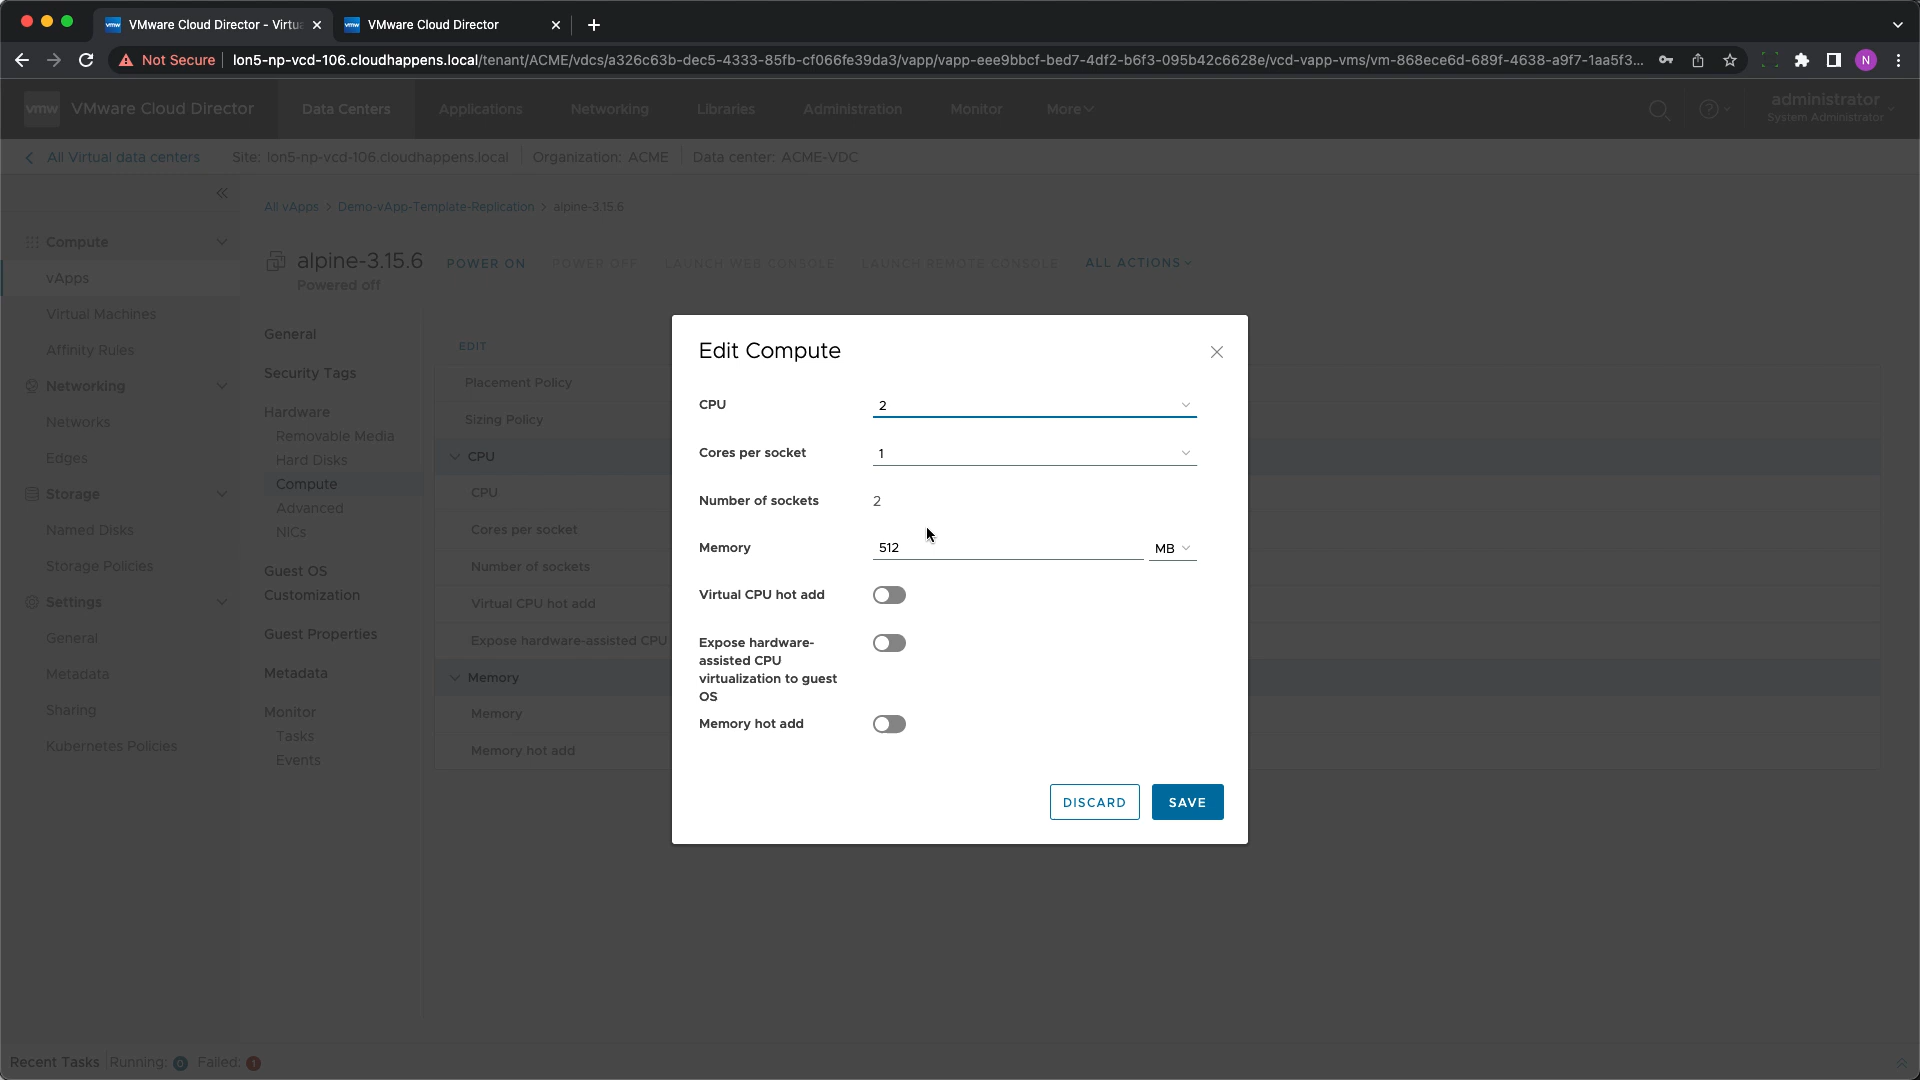 VMware Cloud Director - Virtu
VMware Cloud Director
Not Secure
lon5-np-vcd-106.cloudhappens.local/tenant/ACME/vdcs/a326c63b-dec5-4333-85fb-cf066fe39da3/vapp/vapp-eee9bbcf-bed7-4df2-b6f3-095b42c6628e/vcd-vapp-vms/vm-868ece6d-689f-4638-a9f7-1aa5f3...
N
vmw VMware Cloud Director
Data Centers
Applications
Networking
Libraries
Administration
Monitor
More
administrator
System Administrator
All Virtual data centers
Site: lon5-np-vcd-106.cloudhappens.local
Organization: ACME
Data center: ACME-VDC
Compute
vApps
Virtual Machines
Affinity Rules
Networking
Networks
Edges
Storage
Named Disks
Storage Policies
Settings
General
Metadata
Sharing
Kubernetes Policies
All vApps > Demo-vApp-Template-Replication > alpine-3.15.6
alpine-3.15.6
Powered off
POWER ON
POWER OFF
LAUNCH WEB CONSOLE
LAUNCH REMOTE CONSOLE
ALL ACTIONS
General
Security Tags
Hardware
Removable Media
Hard Disks
Compute
Advanced
NICs
Guest OS
Customization
Guest Properties
Metadata
Monitor
Tasks
Events
EDIT
Placement Policy
Sizing Policy
CPU
CPU
Cores per socket
Number of sockets
Virtual CPU hot add
Expose hardware-assisted CPU
Memory
Memory
Memory hot add
Edit Compute
CPU
2
Cores per socket
1
Number of sockets
2
Memory
512
MB
Virtual CPU hot add
Expose hardware-
assisted CPU
virtualization to guest
OS
Memory hot add
DISCARD
SAVE
Recent Tasks
Running: 0
Failed: 1